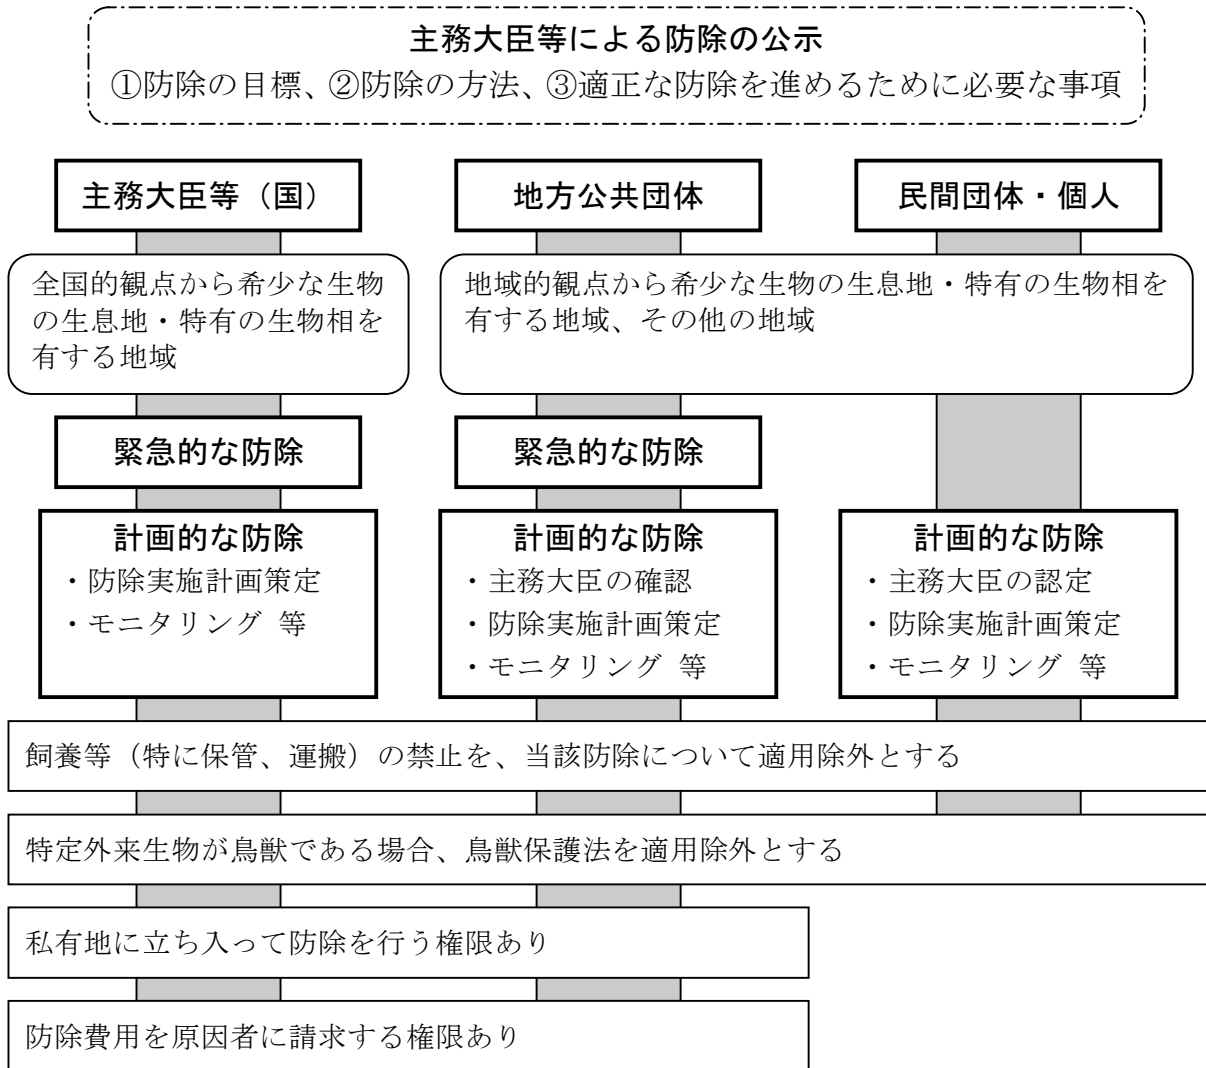 主務大臣等による防除の公示
①防除の目標、②防除の方法、③適正な防除を進めるために必要な事項
主務大臣等（国）
地方公共団体
民間団体・個人
全国的観点から希少な生物
の生息地・特有の生物相を
有する地域
地域的観点から希少な生物の生息地・特有の生物相を
有する地域、その他の地域
緊急的な防除
緊急的な防除
計画的な防除
・防除実施計画策定
・モニタリング 等
計画的な防除
・主務大臣の確認
・防除実施計画策定
・モニタリング 等
計画的な防除
・主務大臣の認定
・防除実施計画策定
・モニタリング 等
飼養等（特に保管、運搬）の禁止を、当該防除について適用除外とする
特定外来生物が鳥獣である場合、鳥獣保護法を適用除外とする
私有地に立ち入って防除を行う権限あり
防除費用を原因者に請求する権限あり